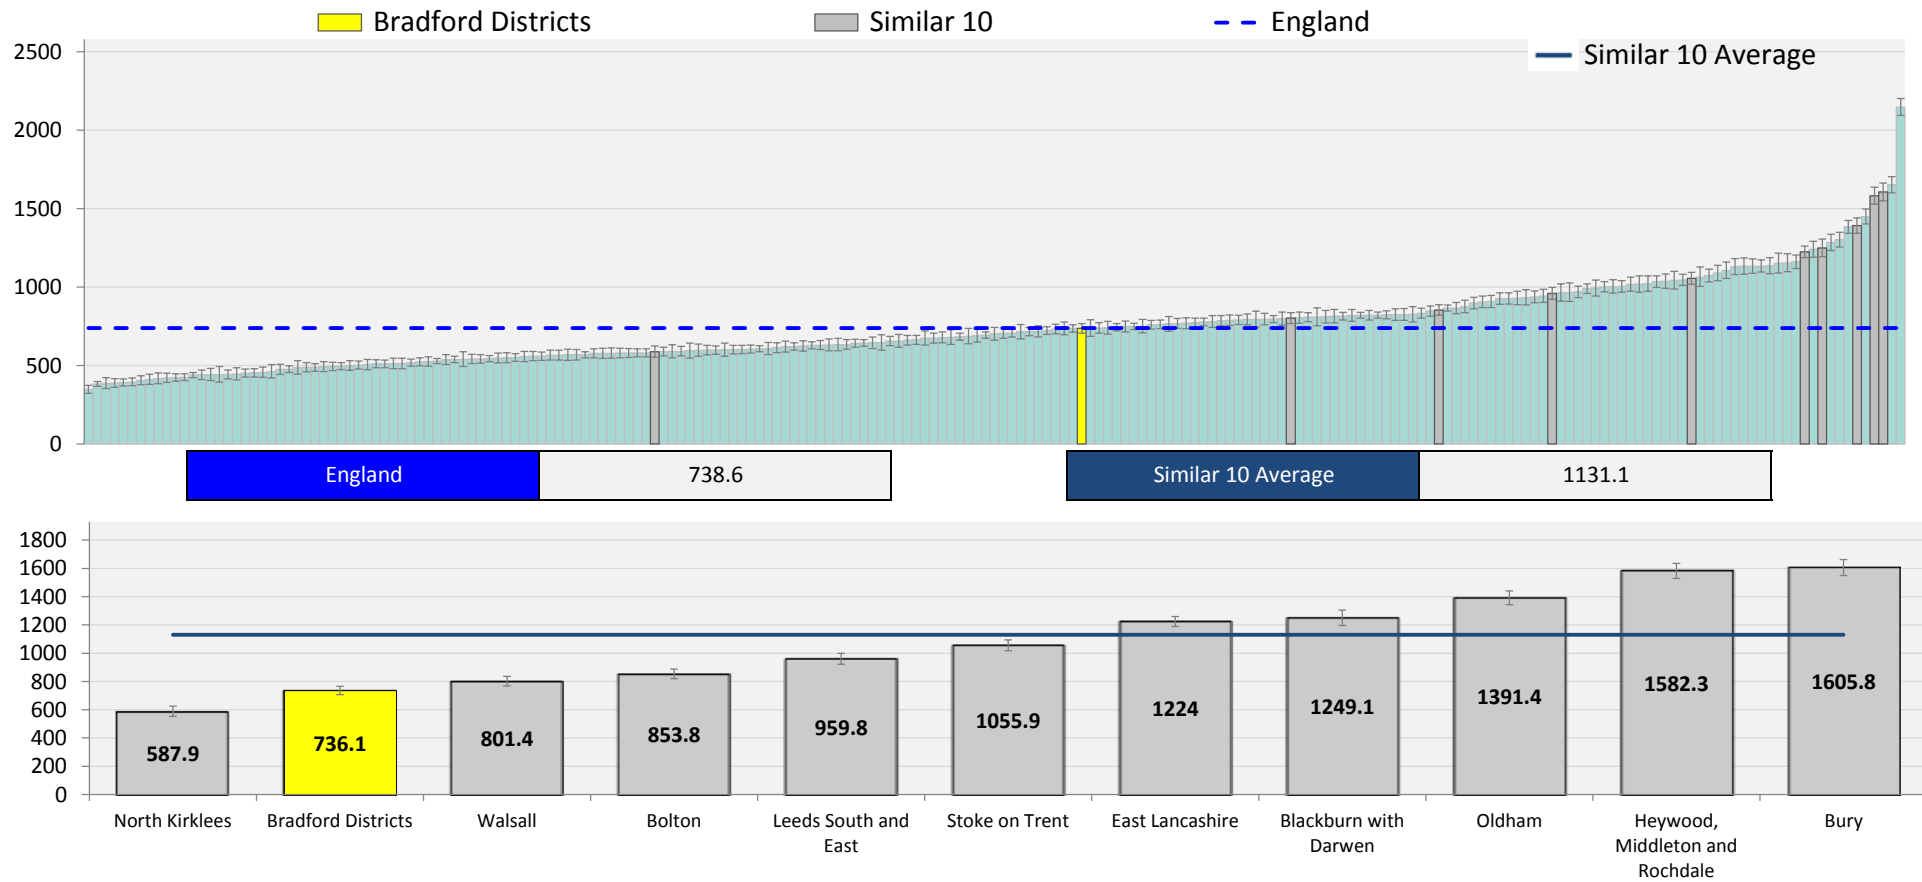 Bradford Districts
Similar 10
England
Similar 10 Average
2500
2000
1500
1000
500
0
England 738.6 Similar 10 Average 1131.1
1800
1600
1400
1200
1000
800
600
400
200
0
587.9
736.1
801.4
853.8
959.8
1055.9
1224
1249.1
1391.4
1582.3
1605.8
North Kirklees
Bradford Districts
Walsall
Bolton
Leeds South and
East
Stoke on Trent
East Lancashire
Blackburn with
Darwen
Oldham
Heywood,
Middleton and
Rochdale
Bury